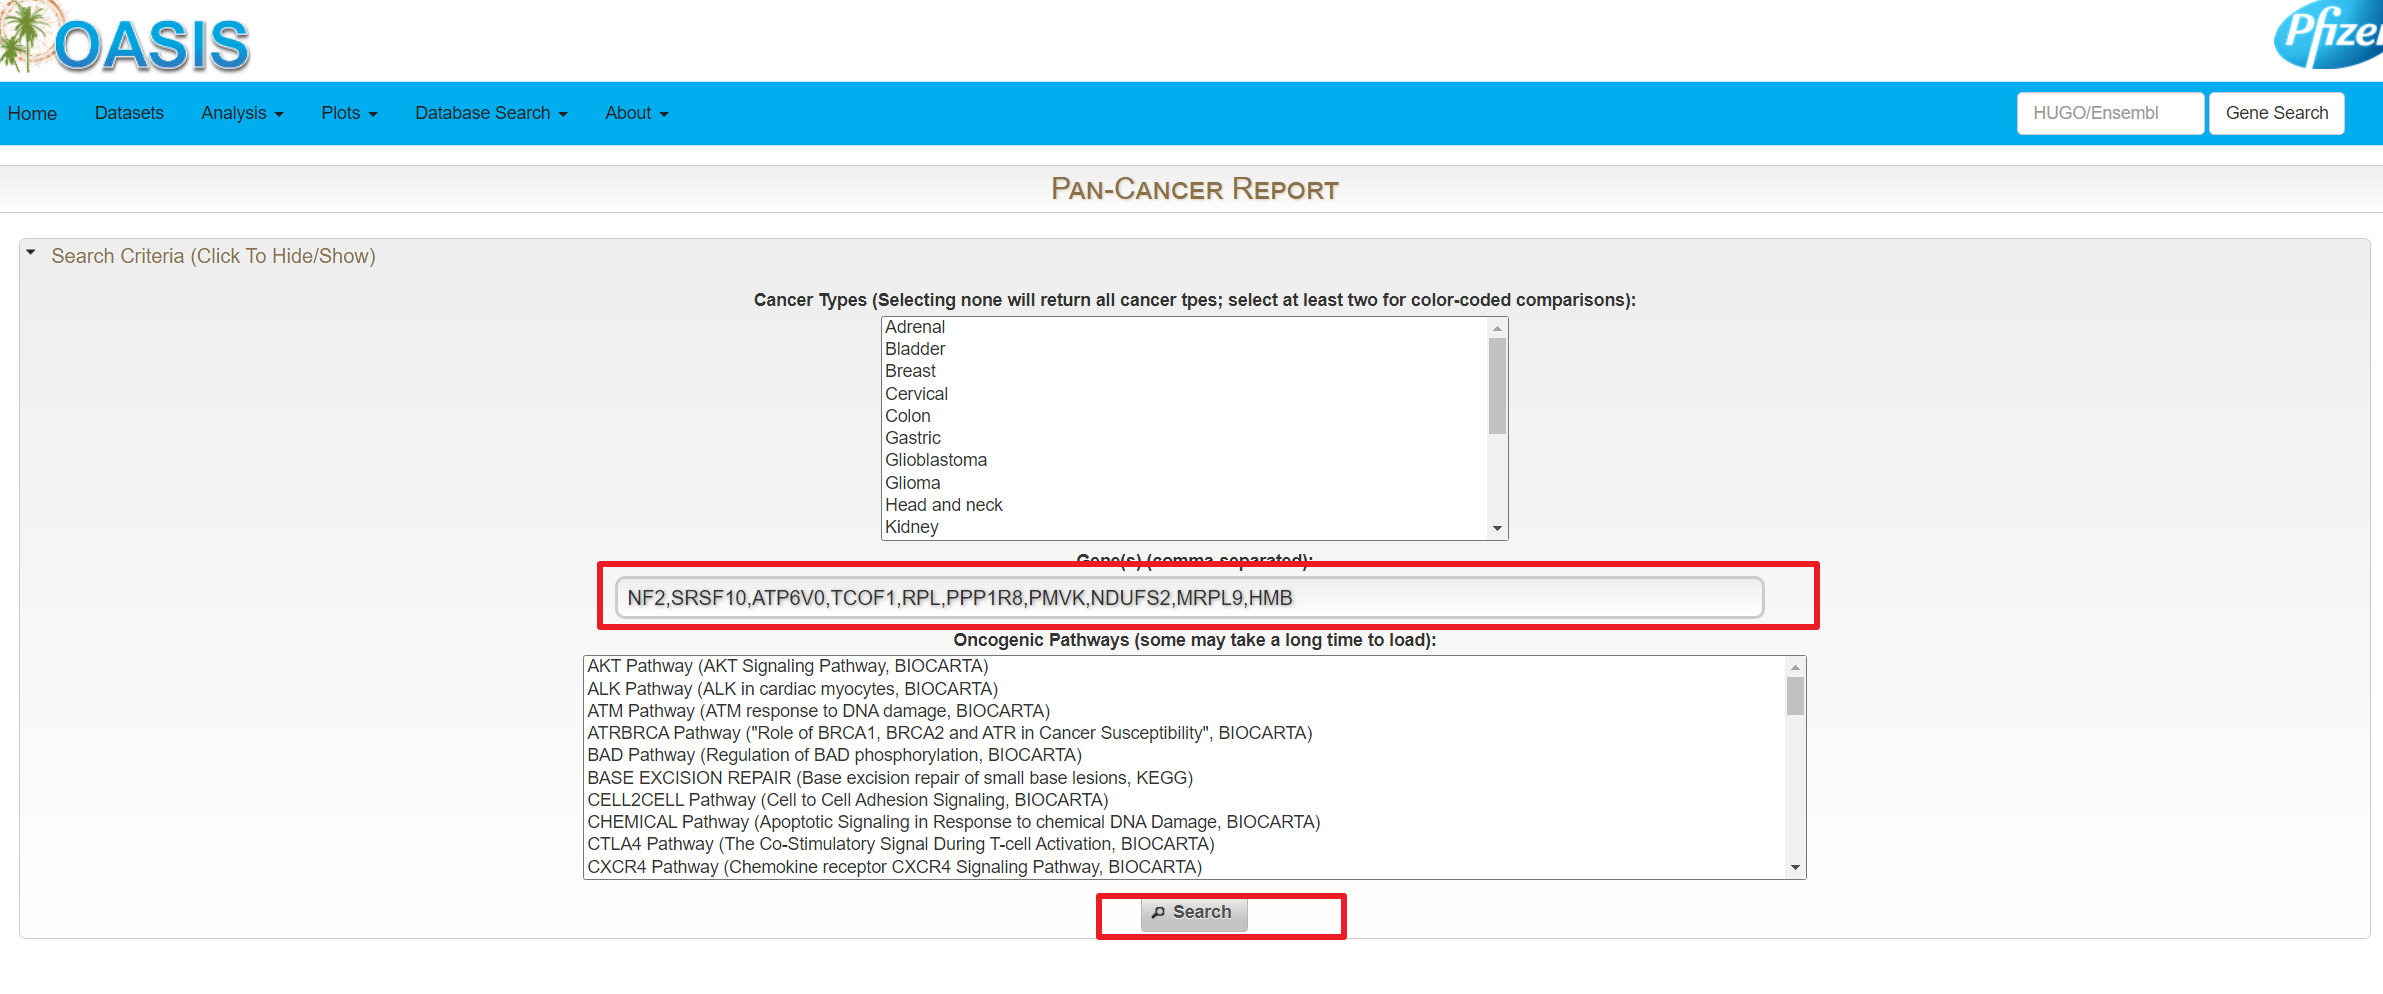 OASIS
Pfizer
Home Datasets Analysis Plots Database Search About HUGO/Ensembl Gene Search
PAN-CANCER REPORT
Search Criteria (Click To Hide/Show)
Cancer Types (Selecting none will return all cancer tpes; select at least two for color-coded comparisons):
Adrenal
Bladder
Breast
Cervical
Colon
Gastric
Glioblastoma
Glioma
Head and neck
Kidney
Gene(s) (comma-separated):
NF2,SRSF10,ATP6V0,TCOF1,RPL,PPP1R8,PMVK,NDUFS2,MRPL9,HMB
Oncogenic Pathways (some may take a long time to load):
AKT Pathway (AKT Signaling Pathway, BIOCARTA)
ALK Pathway (ALK in cardiac myocytes, BIOCARTA)
ATM Pathway (ATM response to DNA damage, BIOCARTA)
ATRBRCA Pathway ("Role of BRCA1, BRCA2 and ATR in Cancer Susceptibility", BIOCARTA)
BAD Pathway (Regulation of BAD phosphorylation, BIOCARTA)
BASE EXCISION REPAIR (Base excision repair of small base lesions, KEGG)
CELL2CELL Pathway (Cell to Cell Adhesion Signaling, BIOCARTA)
CHEMICAL Pathway (Apoptotic Signaling in Response to chemical DNA Damage, BIOCARTA)
CTLA4 Pathway (The Co-Stimulatory Signal During T-cell Activation, BIOCARTA)
CXCR4 Pathway (Chemokine receptor CXCR4 Signaling Pathway, BIOCARTA)
Search